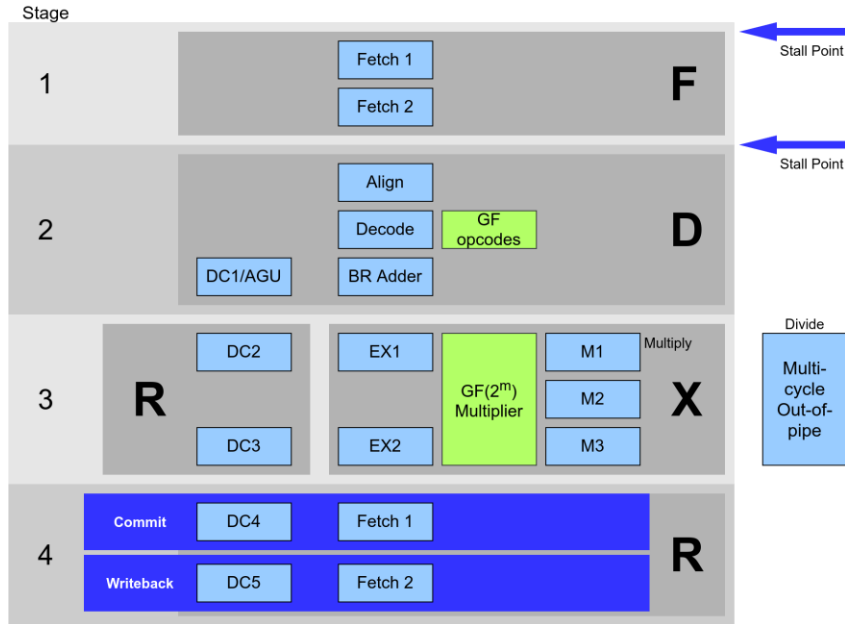 Stage
1
Fetch 1
Fetch 2
F
Stall Point
Stall Point
2
Align
Decode
GF
opcodes
DC1/AGU
BR Adder
D
3
R
DC2
DC3
EX1
EX2
GF(2^m)
Multiplier
M1
Multiply
M2
M3
X
Divide
Multi-
cycle
Out-of-
pipe
4
Commit
DC4
Fetch 1
Writeback
DC5
Fetch 2
R